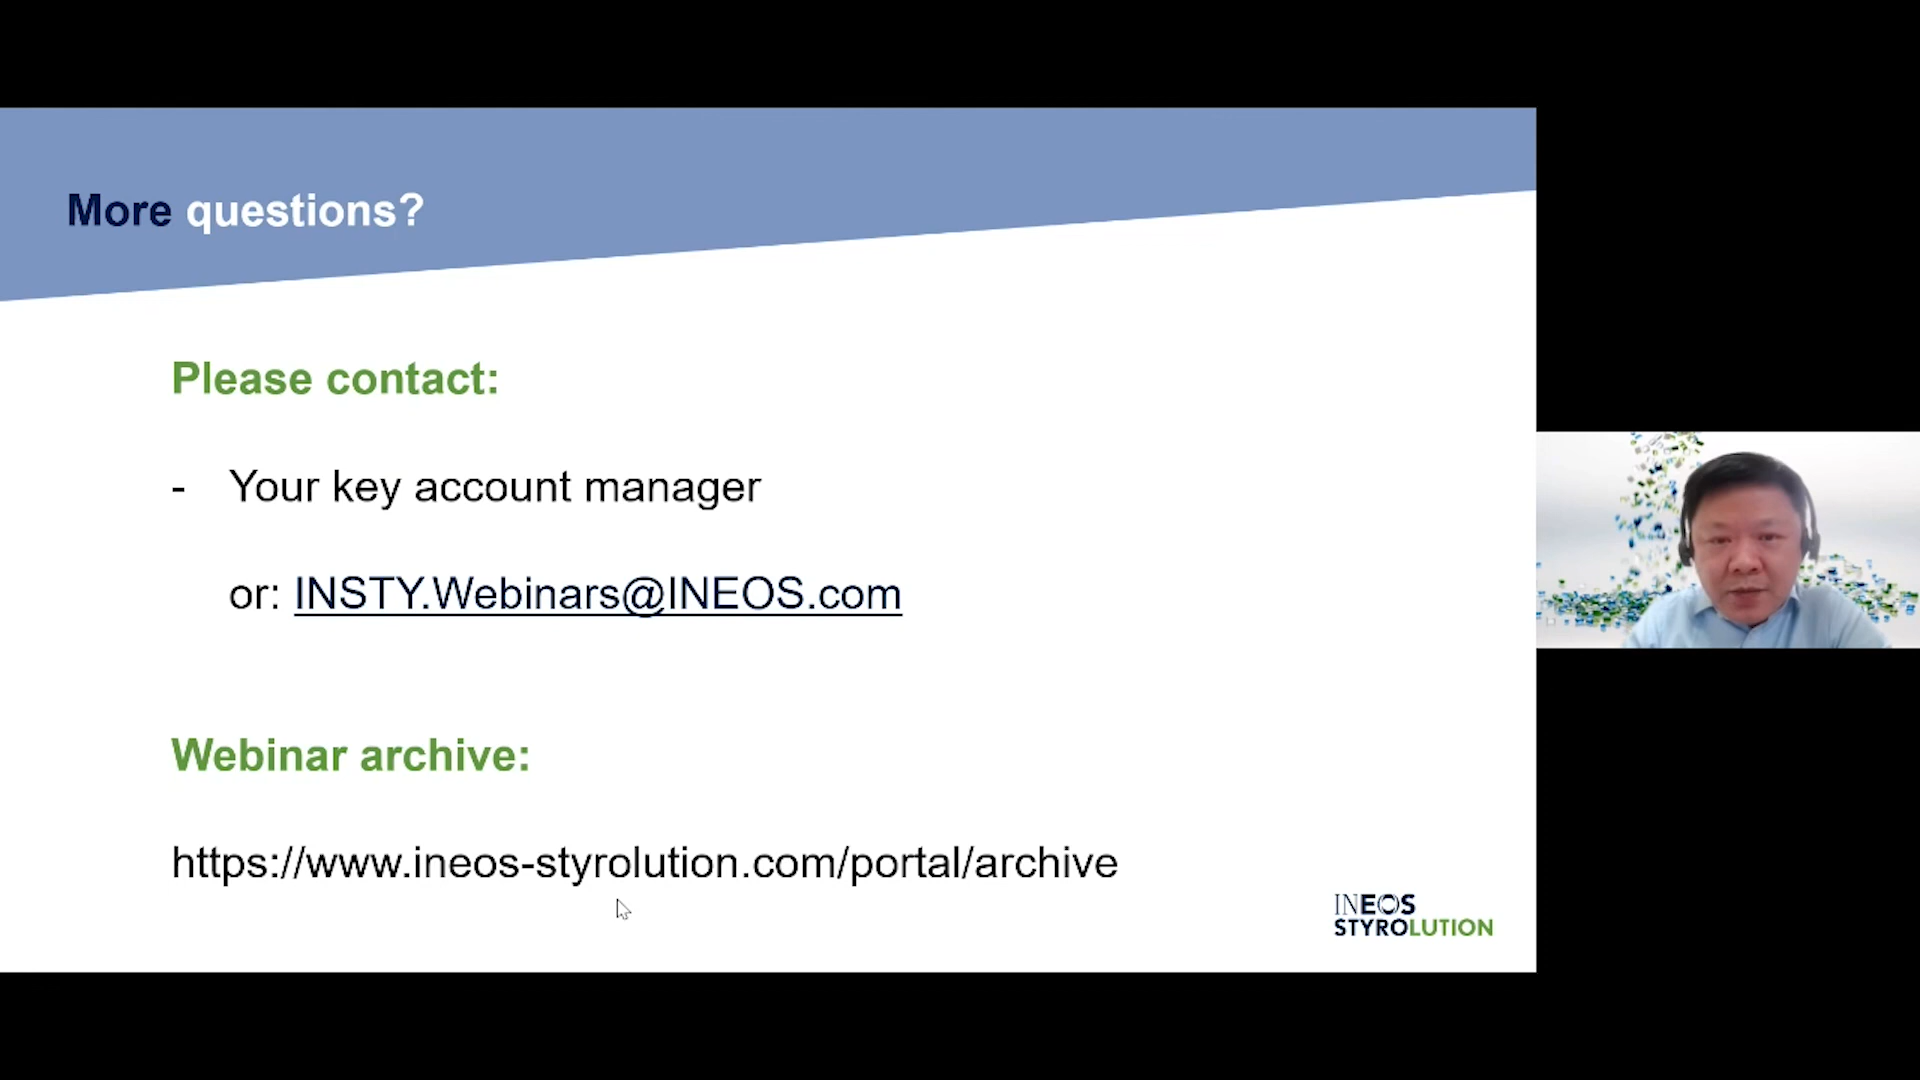 More questions?
Please contact:
- Your key account manager
or: INSTY.Webinars@INEOS.com
Webinar archive:
https://www.ineos-styrolution.com/portal/archive
INEOS
STYROLUTION